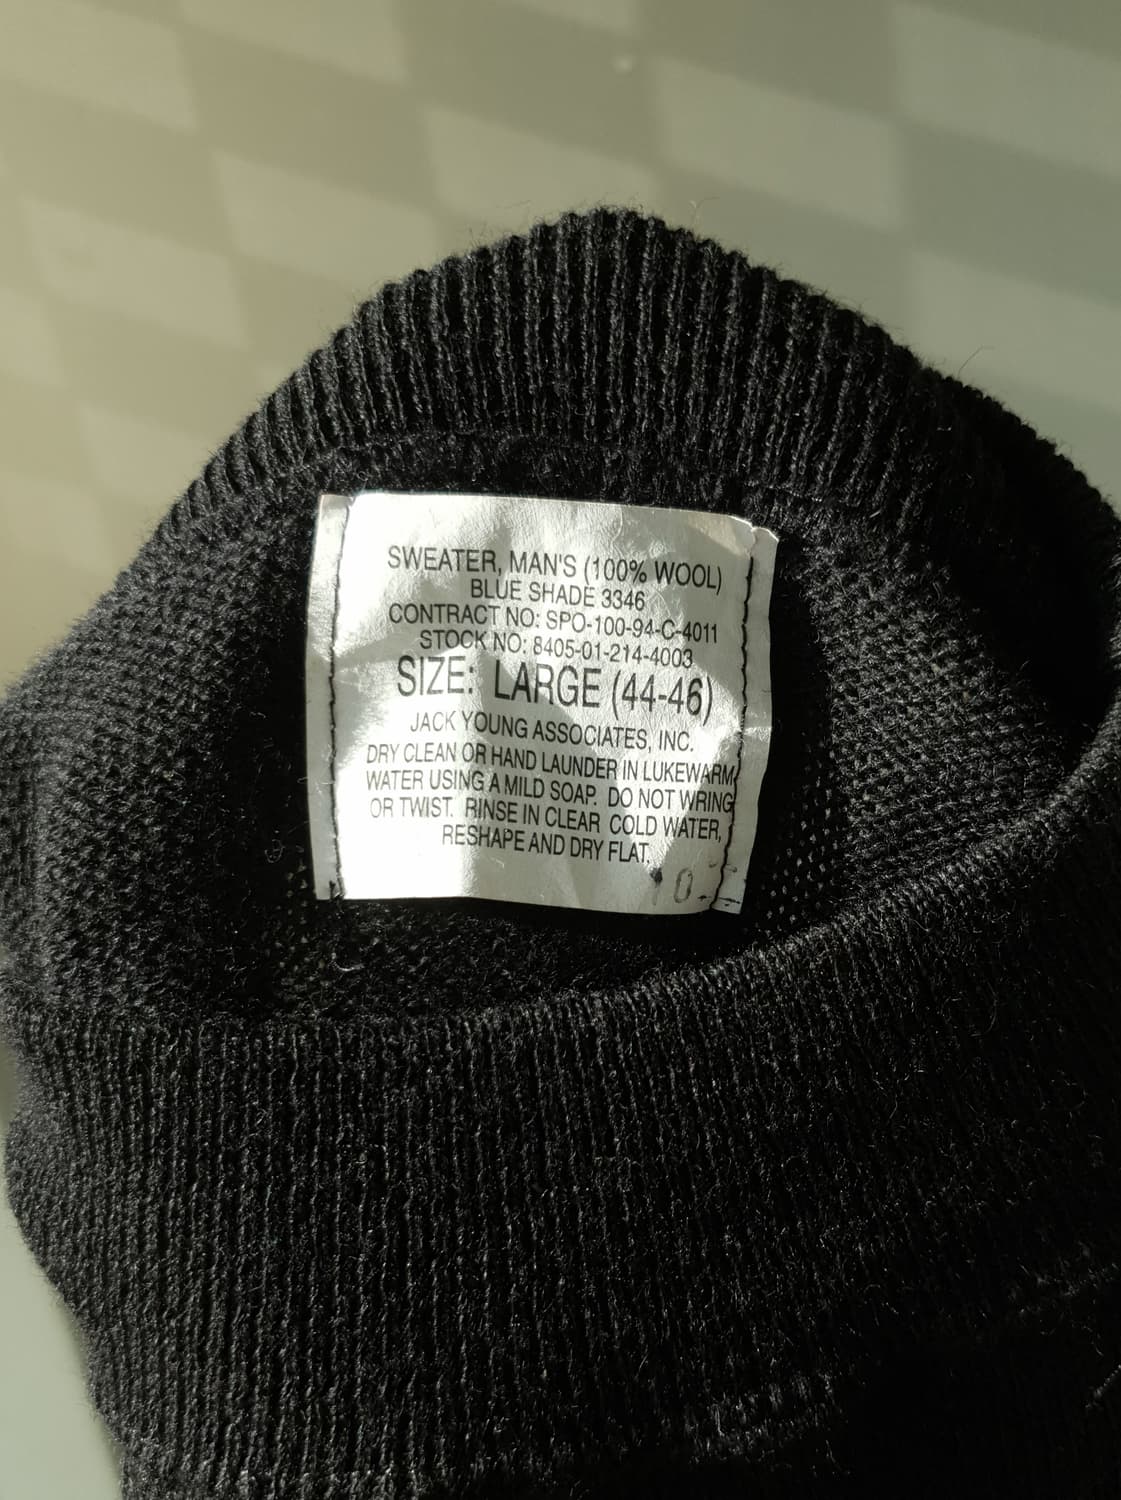 SWEATER, MAN'S (100% WOOL)
BLUE SHADE 3346
CONTRACT NO: SPO-100-94-C-4011
STOCK NO: 8405-01-214-4003
SIZE: LARGE (44-46)
JACK YOUNG ASSOCIATES, INC.
DRY CLEAN OR HAND LAUNDER IN LUKEWARM
WATER USING A MILD SOAP. DO NOT WRING
OR TWIST. RINSE IN CLEAR COLD WATER,
RESHAPE AND DRY FLAT.